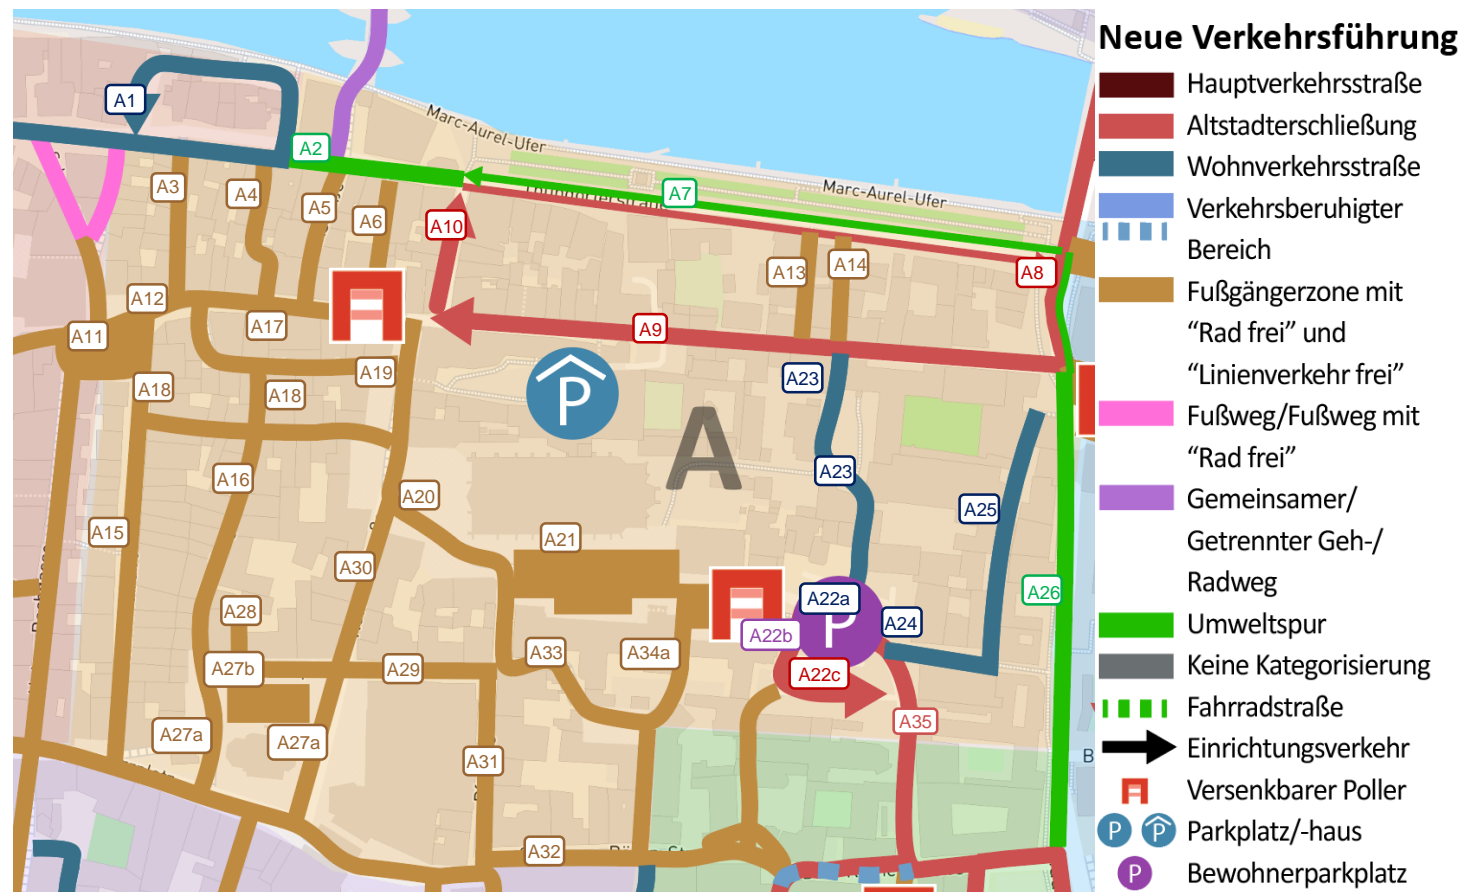 Neue Verkehrsführung
Hauptverkehrsstraße
Altstadterschließung
Wohnverkehrsstraße
Verkehrsberuhigter
Bereich
Fußgängerzone mit
“Rad frei” und
“Linienverkehr frei”
Fußweg/Fußweg mit
“Rad frei”
Gemeinsamer/
Getrennter Geh-/
Radweg
Umweltspur
Keine Kategorisierung
Fahrradstraße
Einrichtungsverkehr
Versenkbarer Poller
P P Parkplatz/-haus
P Bewohnerparkplatz
Marc-Aurel-Ufer
Marc-Aurel-Ufer
A1
A2
A3
A4
A5
A6
A7
A8
A9
A10
A11
A12
A13
A14
A17
A18
A18
A19
A23
P
A
A23
A16
A20
A15
A21
A25
A30
A26
A28
A22a
P
A22b
A24
A22c
A27b
A29
A33
A34a
A35
A27a
A27a
A31
A32
B